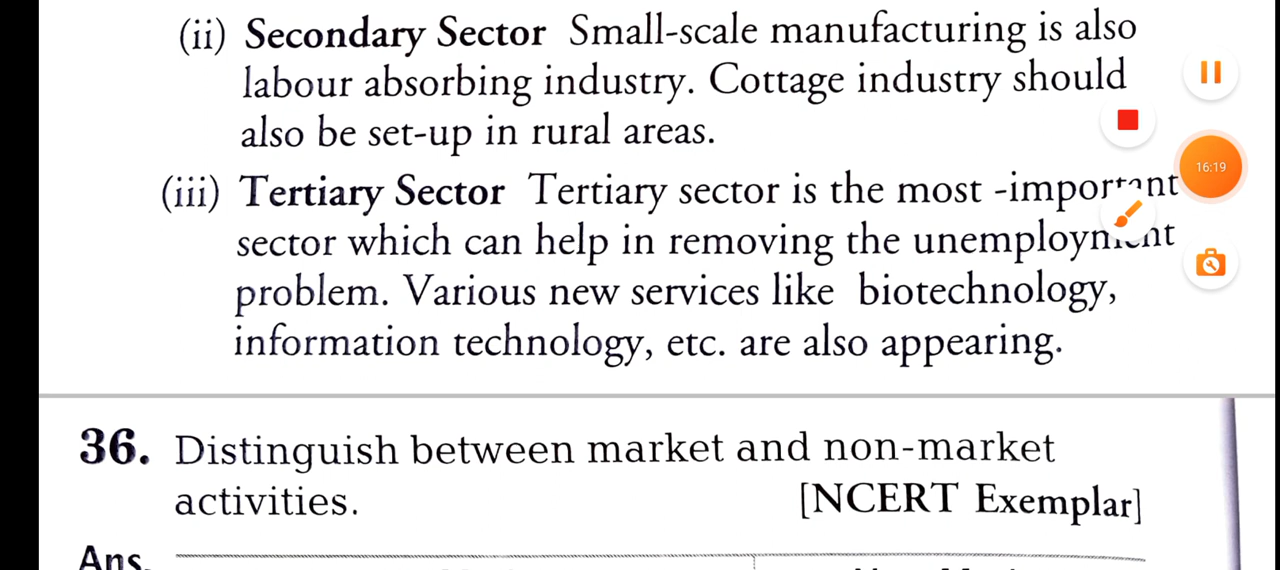 (ii) Secondary Sector Small-scale manufacturing is also
labour absorbing industry. Cottage industry should
also be set-up in rural areas.
16:19
(iii) Tertiary Sector Tertiary sector is the most -important
sector which can help in removing the unemployment
problem. Various new services like biotechnology,
information technology, etc. are also appearing.
36. Distinguish between market and non-market
activities. [NCERT Exemplar]
Ans.